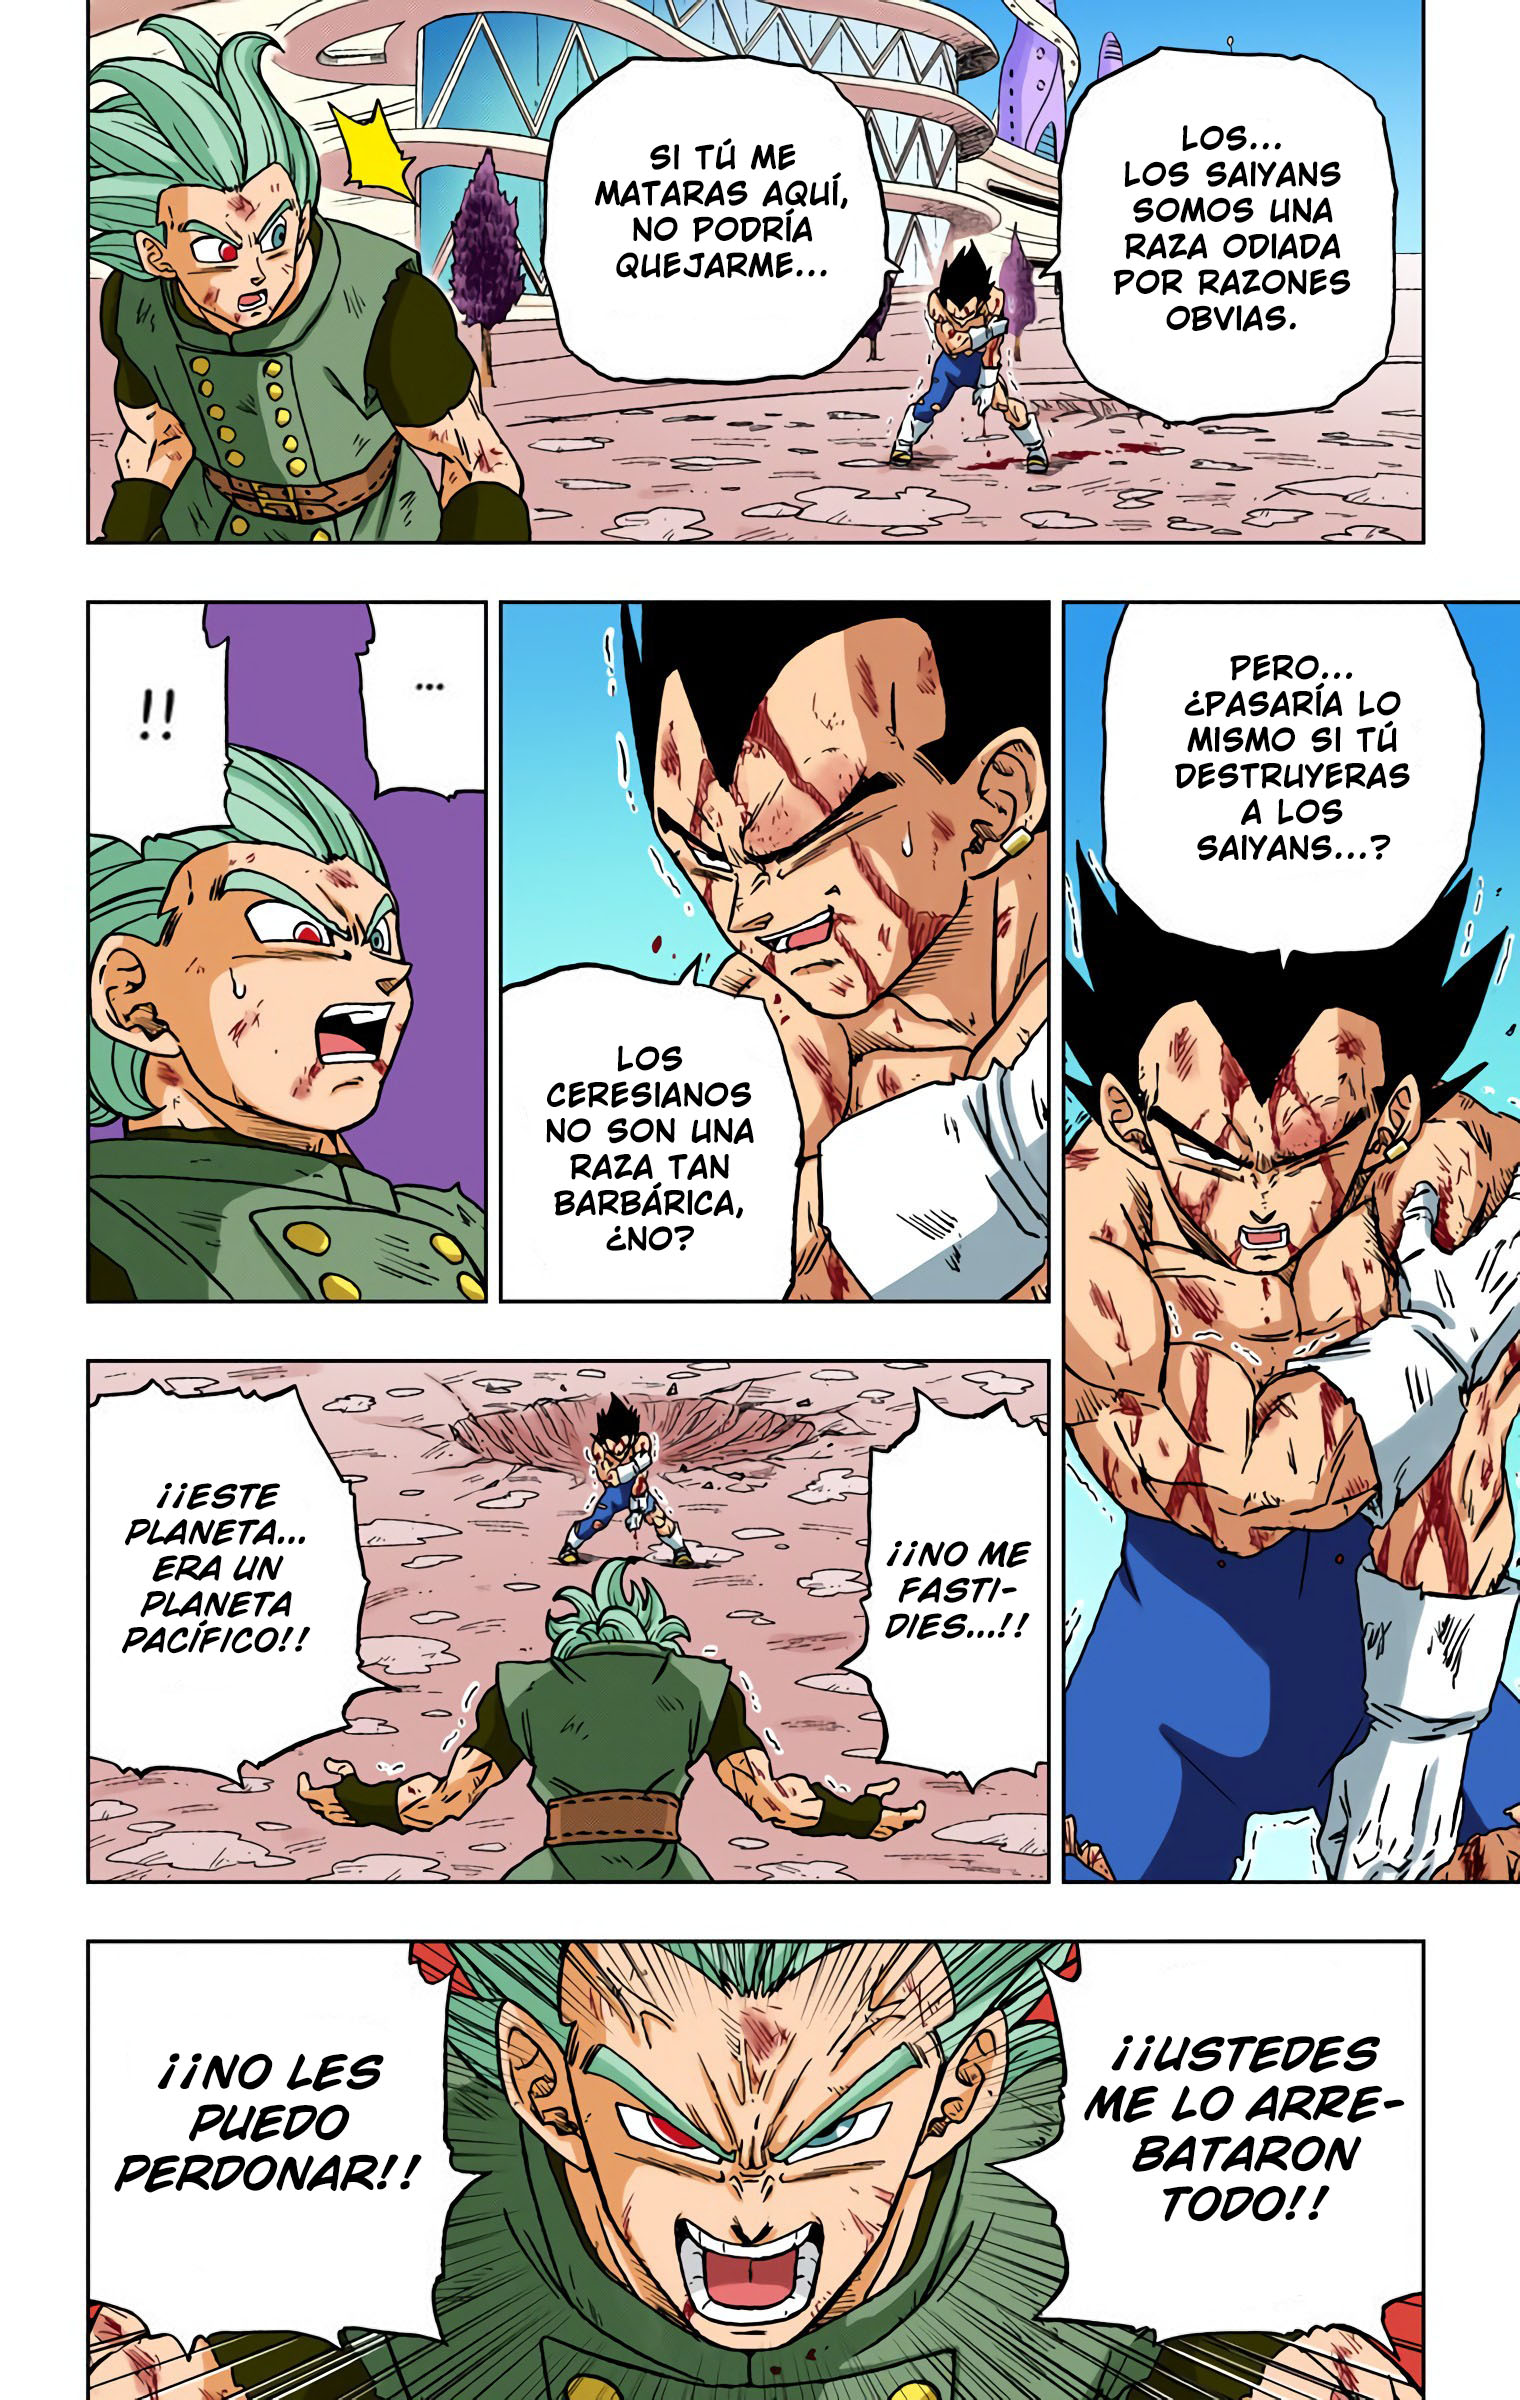 LOS...
LOS SAIYANS
SOMOS UNA
RAZA ODIADA
POR RAZONES
OBVIAS.
SI TÚ ME
MATARAS AQUÍ,
NO PODRÍA
QUEJARME...
PERO...
¿PASARÍA LO
MISMO SI TÚ
DESTRUYERAS
A LOS
SAIYANS...?
LOS
CERESIANOS
NO SON UNA
RAZA TAN
BARBÁRICA,
¿NO?
...
!!
¡¡NO ME
FASTI-
DIES...!!
¡¡ESTE
PLANETA...
ERA UN
PLANETA
PACÍFICO!!
¡¡USTEDES
ME LO ARRE-
BATARON
TODO!!
¡¡NO LES
PUEDO
PERDONAR!!